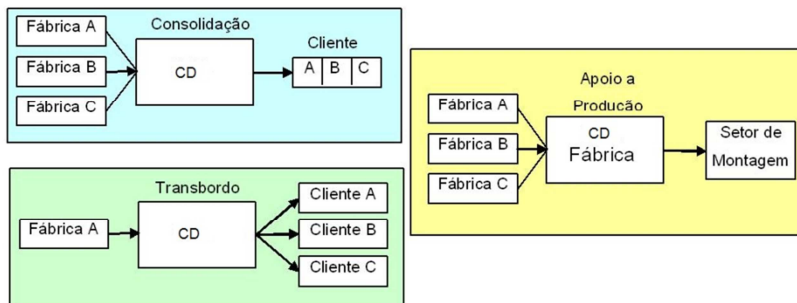 Consolidação
Fábrica A
Fábrica B
Fábrica C
CD
Cliente
A B C
Transbordo
Fábrica A
CD
Cliente A
Cliente B
Cliente C
Apoio a
Producão
Fábrica A
Fábrica B
Fábrica C
CD
Fábrica
Setor de
Montagem